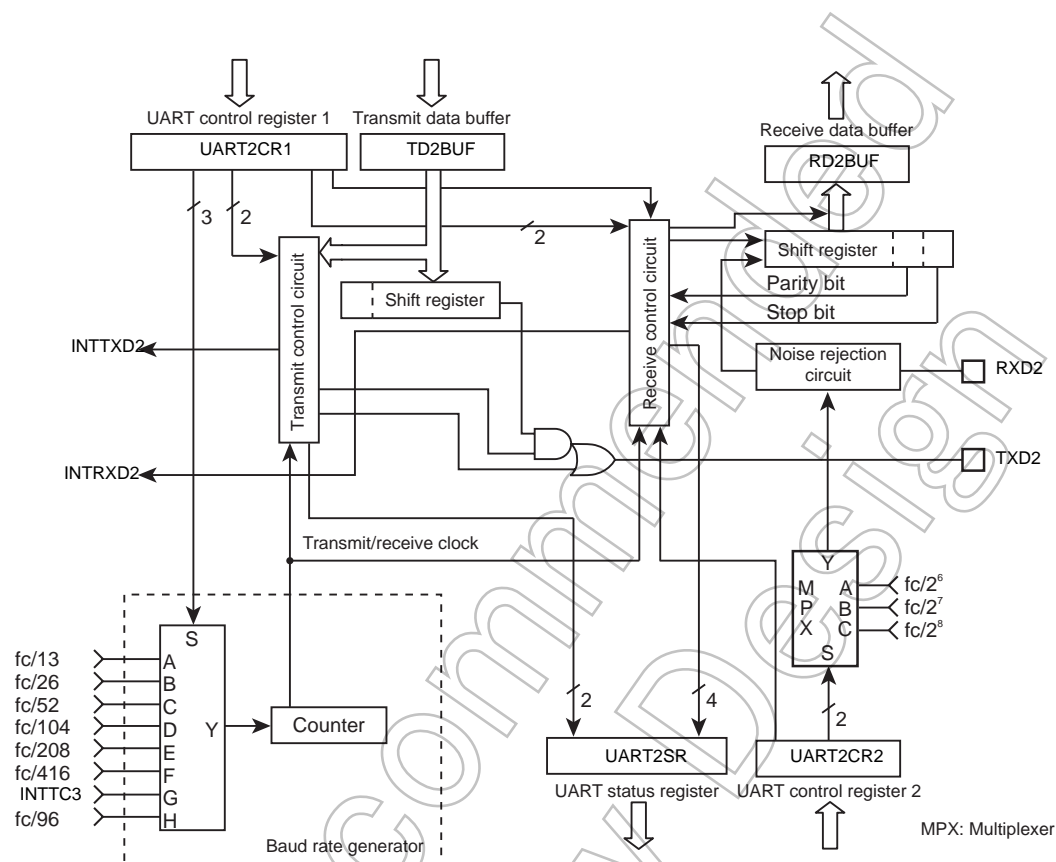 UART control register 1
Transmit data buffer
Receive data buffer
UART2CR1
TD2BUF
RD2BUF
3
2
2
Transmit control circuit
Receive control circuit
Shift register
Shift register
Parity bit
Stop bit
INTTXD2
Noise rejection
circuit
RXD2
INTRXD2
TXD2
Transmit/receive clock
Y
M
P
X
A
B
C
S
fc/2⁶
fc/2⁷
fc/2⁸
S
fc/13
fc/26
fc/52
fc/104
fc/208
fc/416
INTTC3
fc/96
A
B
C
D
E
F
G
H
Y
Counter
2
4
2
UART2SR
UART2CR2
UART status register
UART control register 2
Baud rate generator
MPX: Multiplexer
commended
Design